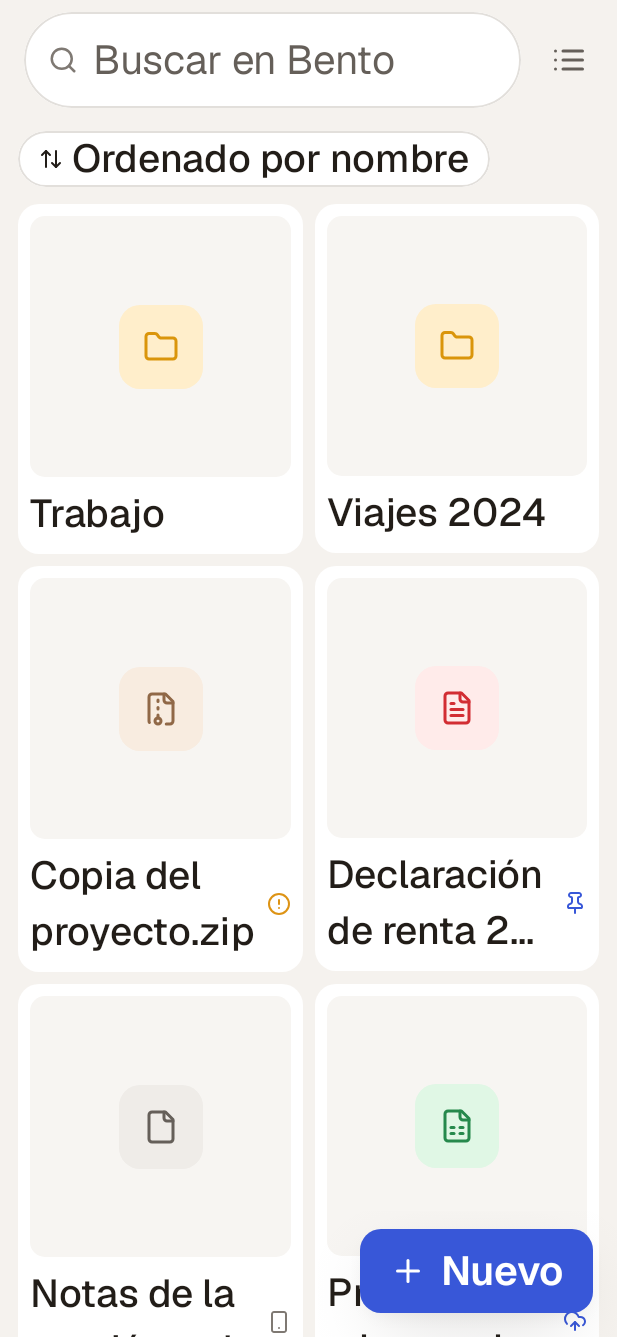 Buscar en Bento
Ordenado por nombre
Trabajo
Viajes 2024
Copia del
proyecto.zip
Declaración
de renta 2...
Notas de la
Nuevo